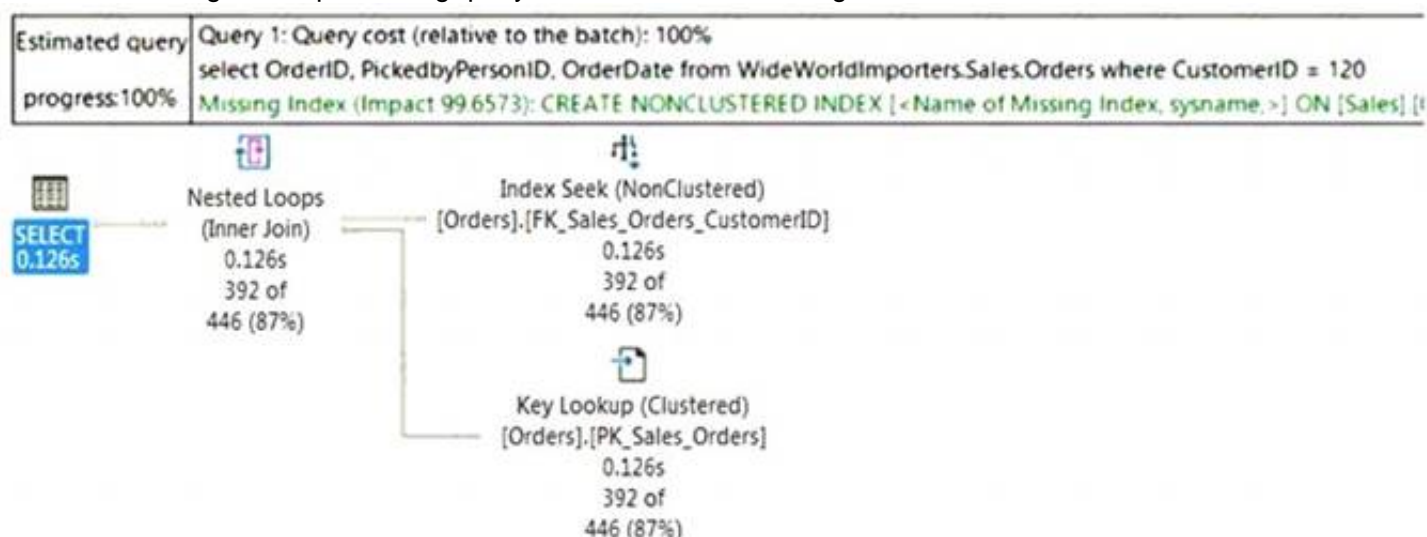 Estimated query
progress:100%
Query 1: Query cost (relative to the batch): 100%
select OrderID, PickedbyPersonID, OrderDate from WideWorldImporters.Sales.Orders where CustomerID = 120
Missing Index (Impact 99.6573): CREATE NONCLUSTERED INDEX [<Name of Missing Index, sysname,>] ON [Sales]
SELECT
0.126s
Nested Loops
(Inner Join)
0.126s
392 of
446 (87%)
Index Seek (NonClustered)
[Orders].[FK_Sales_Orders_CustomerID]
0.126s
392 of
446 (87%)
Key Lookup (Clustered)
[Orders].[PK_Sales_Orders]
0.126s
392 of
446 (87%)